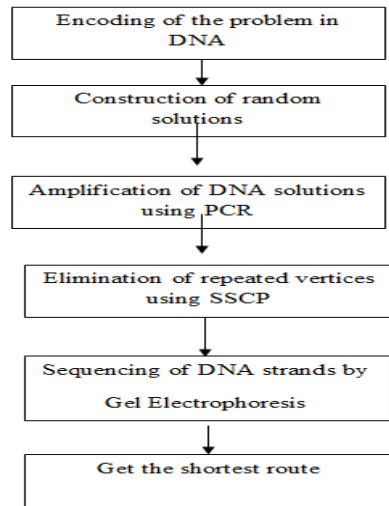 Encoding of the problem in
DNA
Construction of random
solutions
Amplification of DNA solutions
using PCR
Elimination of repeated vertices
using SSCP
Sequencing of DNA strands by
Gel Electrophoresis
Get the shortest route